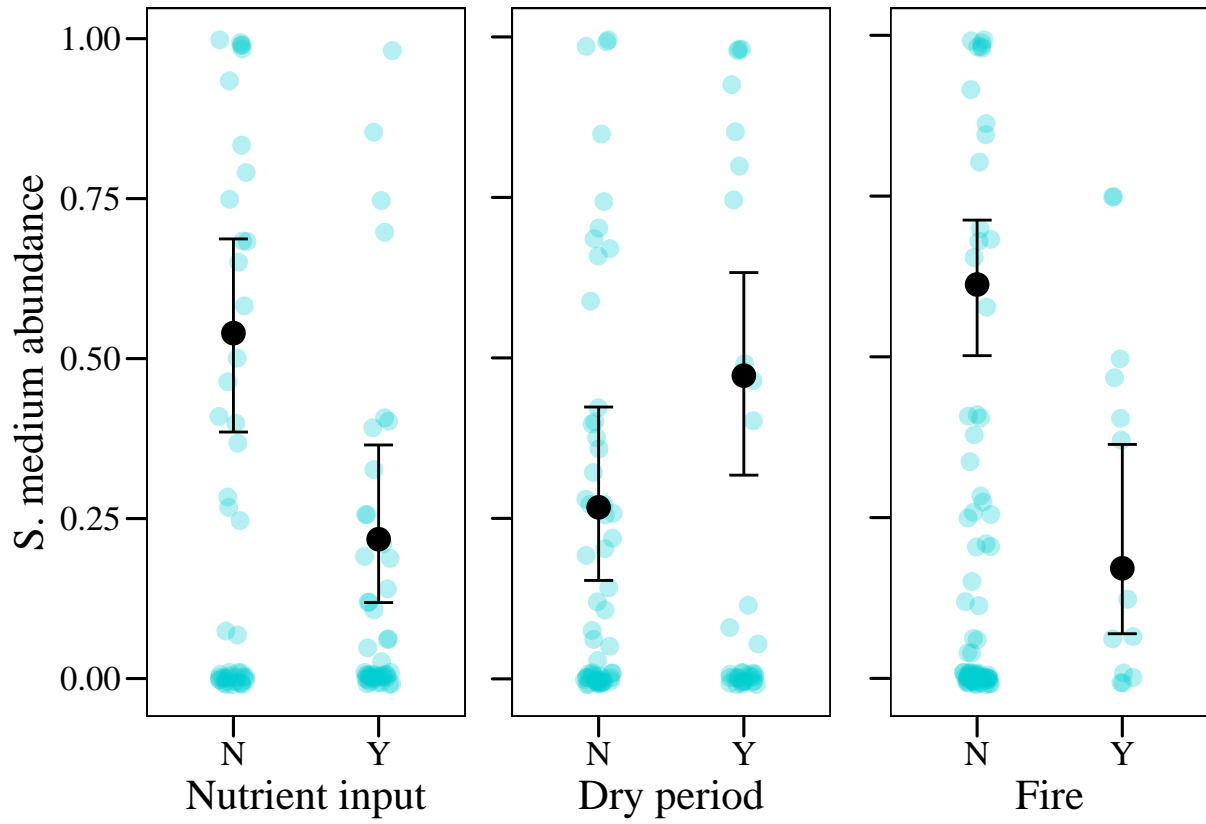 S. medium abundance
1.00
0.75
0.50
0.25
0.00
N Y
Nutrient input
N Y
Dry period
N Y
Fire